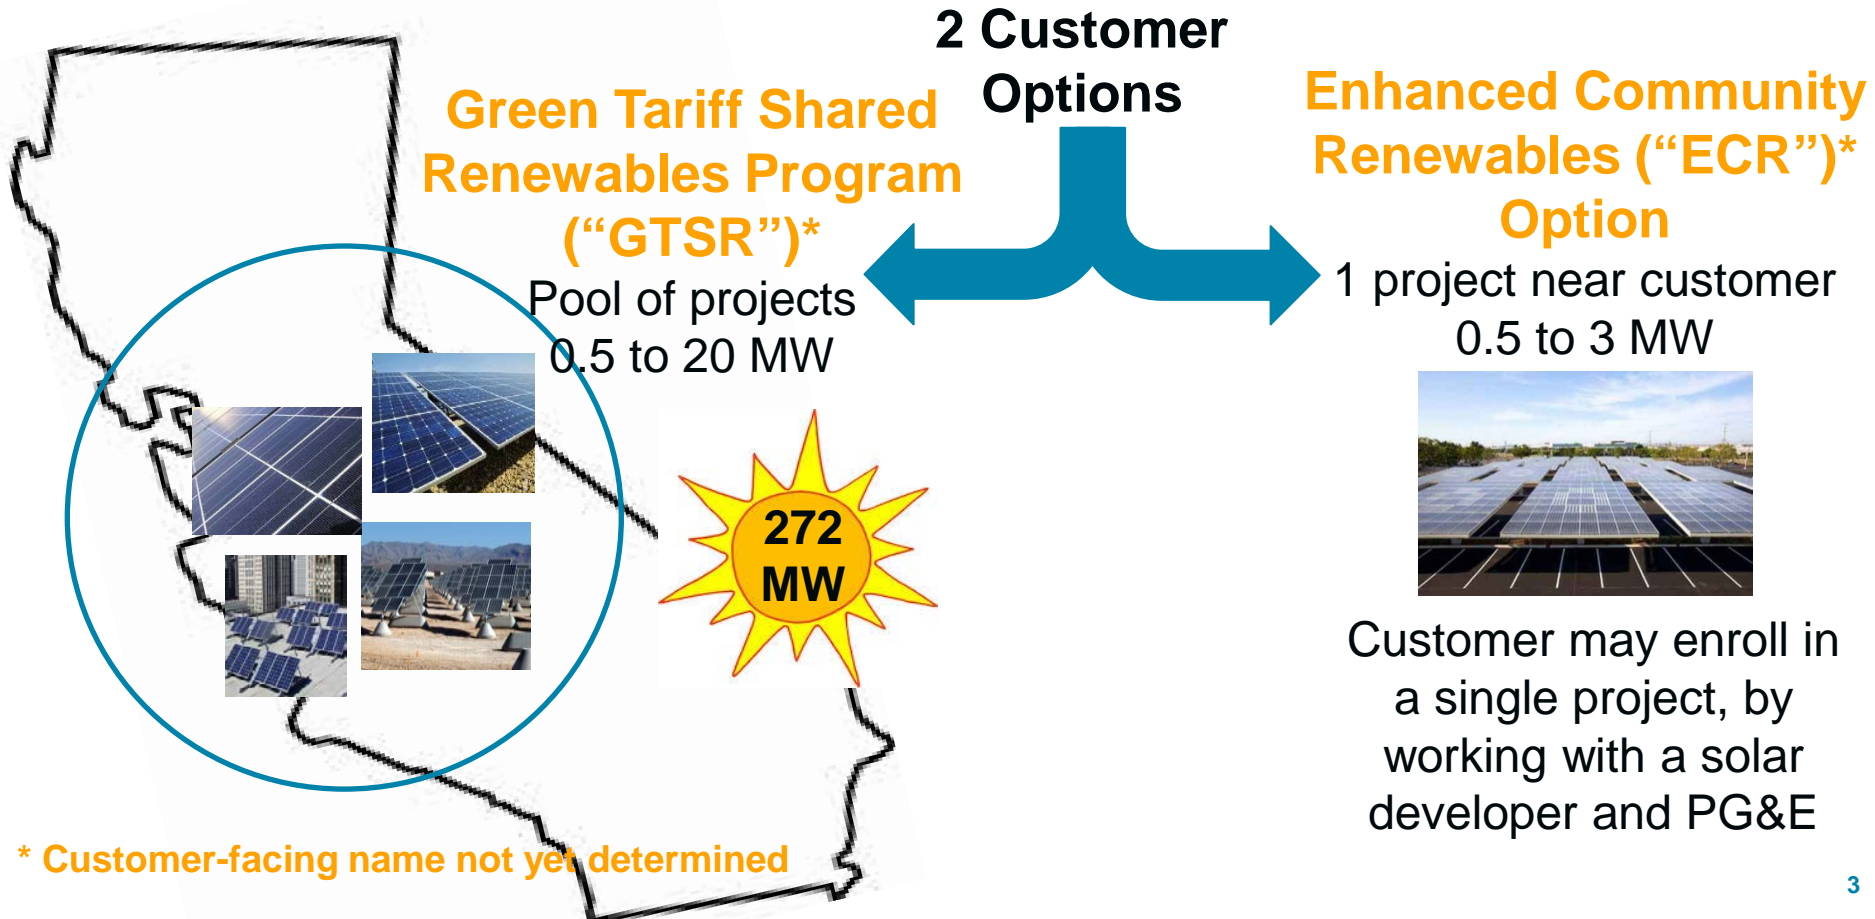 2 Customer
Options
Green Tariff Shared
Renewables Program
(“GTSR”)*
Pool of projects
0.5 to 20 MW
272
MW
Enhanced Community
Renewables (“ECR”)*
Option
1 project near customer
0.5 to 3 MW
Customer may enroll in
a single project, by
working with a solar
developer and PG&E
* Customer-facing name not yet determined
3